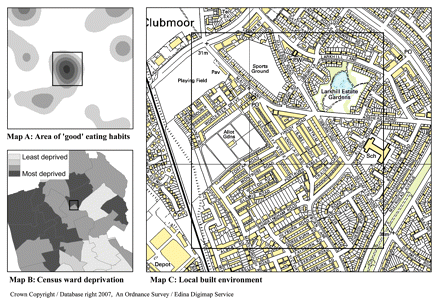 Map A: Area of 'good' eating habits
Least deprived
Most deprived
Map B: Census ward deprivation
Clubmoor
31m
Pav
Playing Field
Sports
Ground
Larkhill Estate
Gardens
PO
PO
Allot
Gdns
Sch
Depot
Map C: Local built environment
Crown Copyright / Database right 2007, An Ordnance Survey / Edina Digimap Service